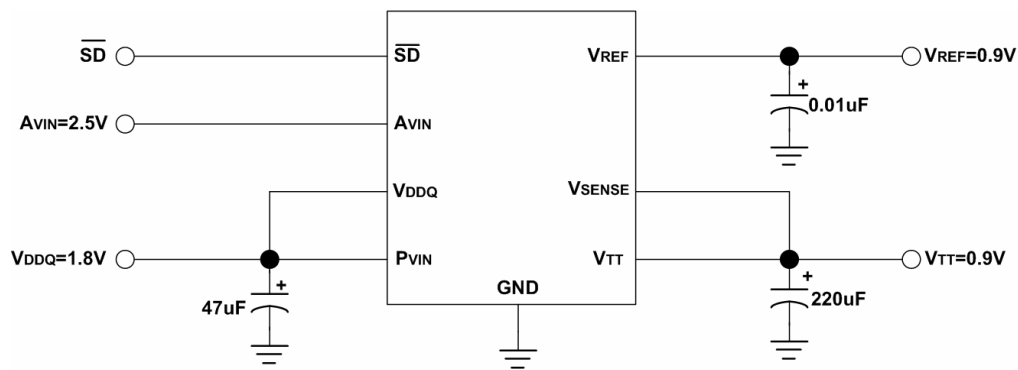 SD
SD
VREF
VREF=0.9V
+
0.01uF
AVIN=2.5V
AVIN
VDDQ
VSENSE
VDDQ=1.8V
PVIN
VTT
VTT=0.9V
+
47uF
GND
+
220uF